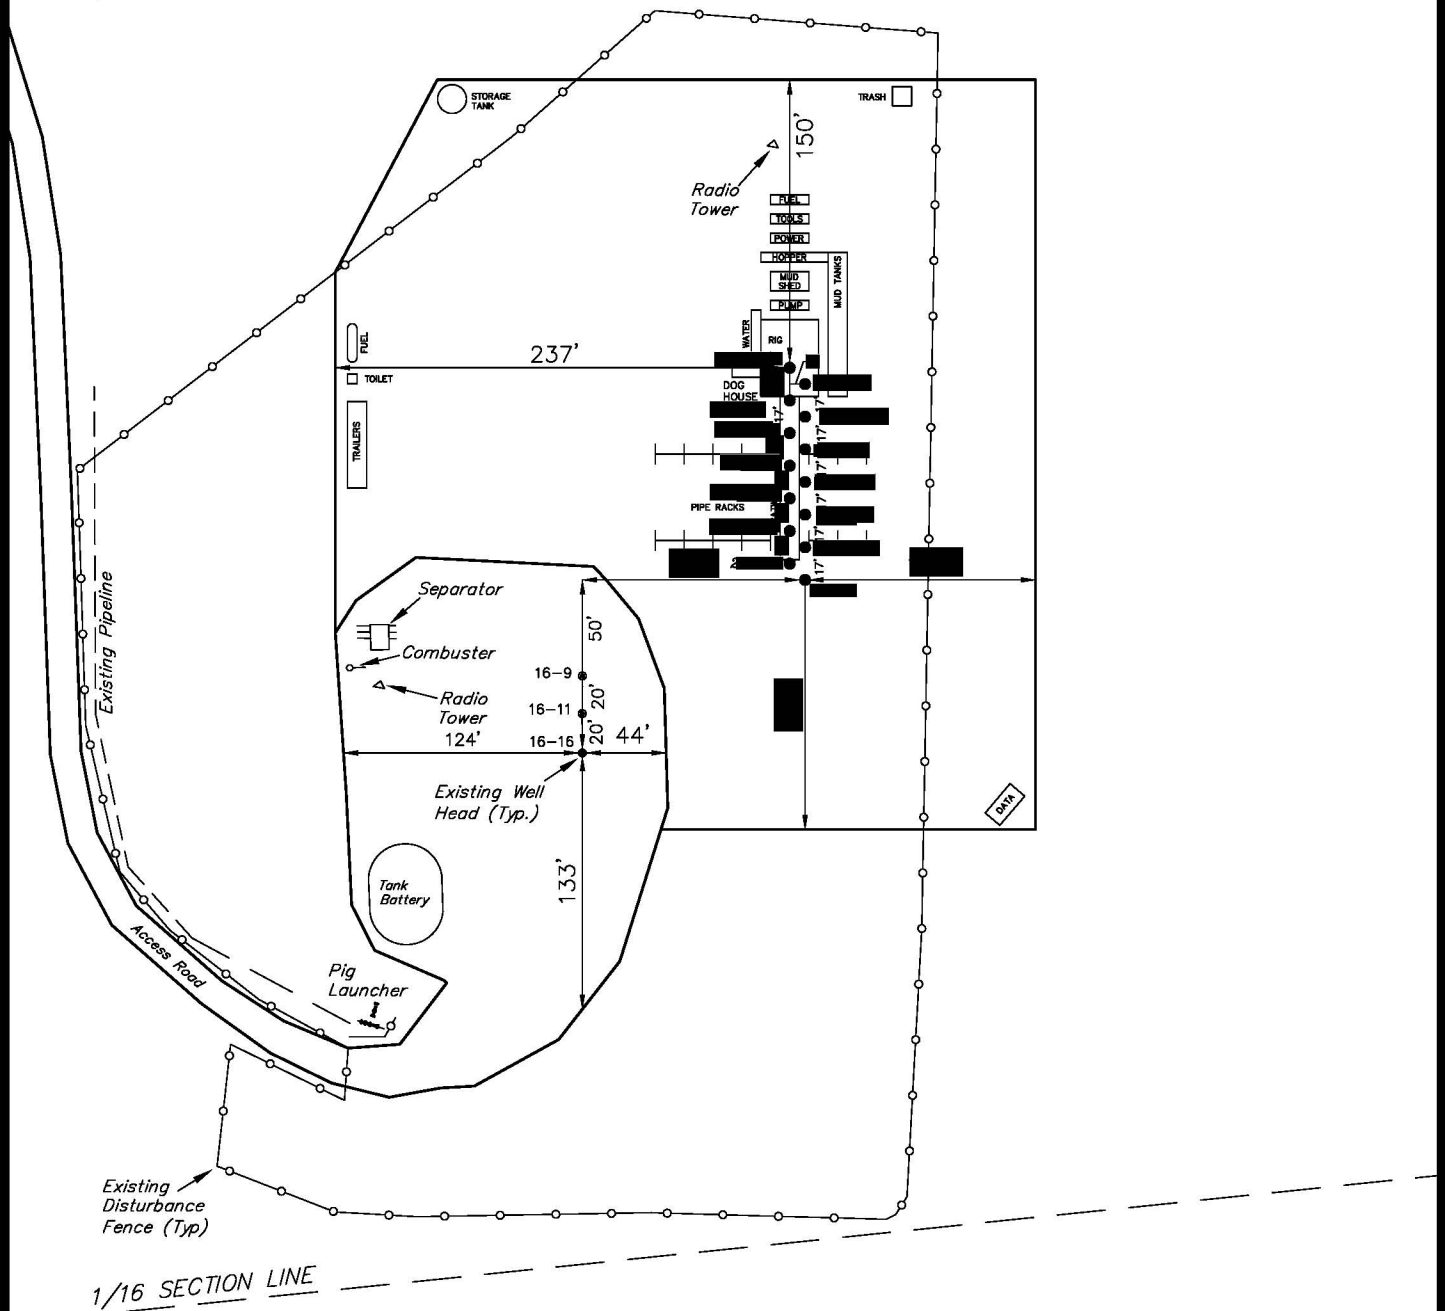 STORAGE
TANK
TRASH
150'
Radio
Tower
FUEL
TOOLS
POWER
HOPPER
MUD
SHED
MUD TANKS
PUMP
WATER
RIG
237'
FUEL
TOILET
DOG
HOUSE
TRAILERS
17'
17'
17'
17'
17'
17'
17'
PIPE RACKS
Existing Pipeline
Separator
Combuster
Radio
Tower
50'
16-9
20'
16-11
20'
16-16
124'
44'
Existing Well
Head (Typ.)
DATA
133'
Tank
Battery
Access Road
Pig
Launcher
Existing
Disturbance
Fence (Typ)
1/16 SECTION LINE